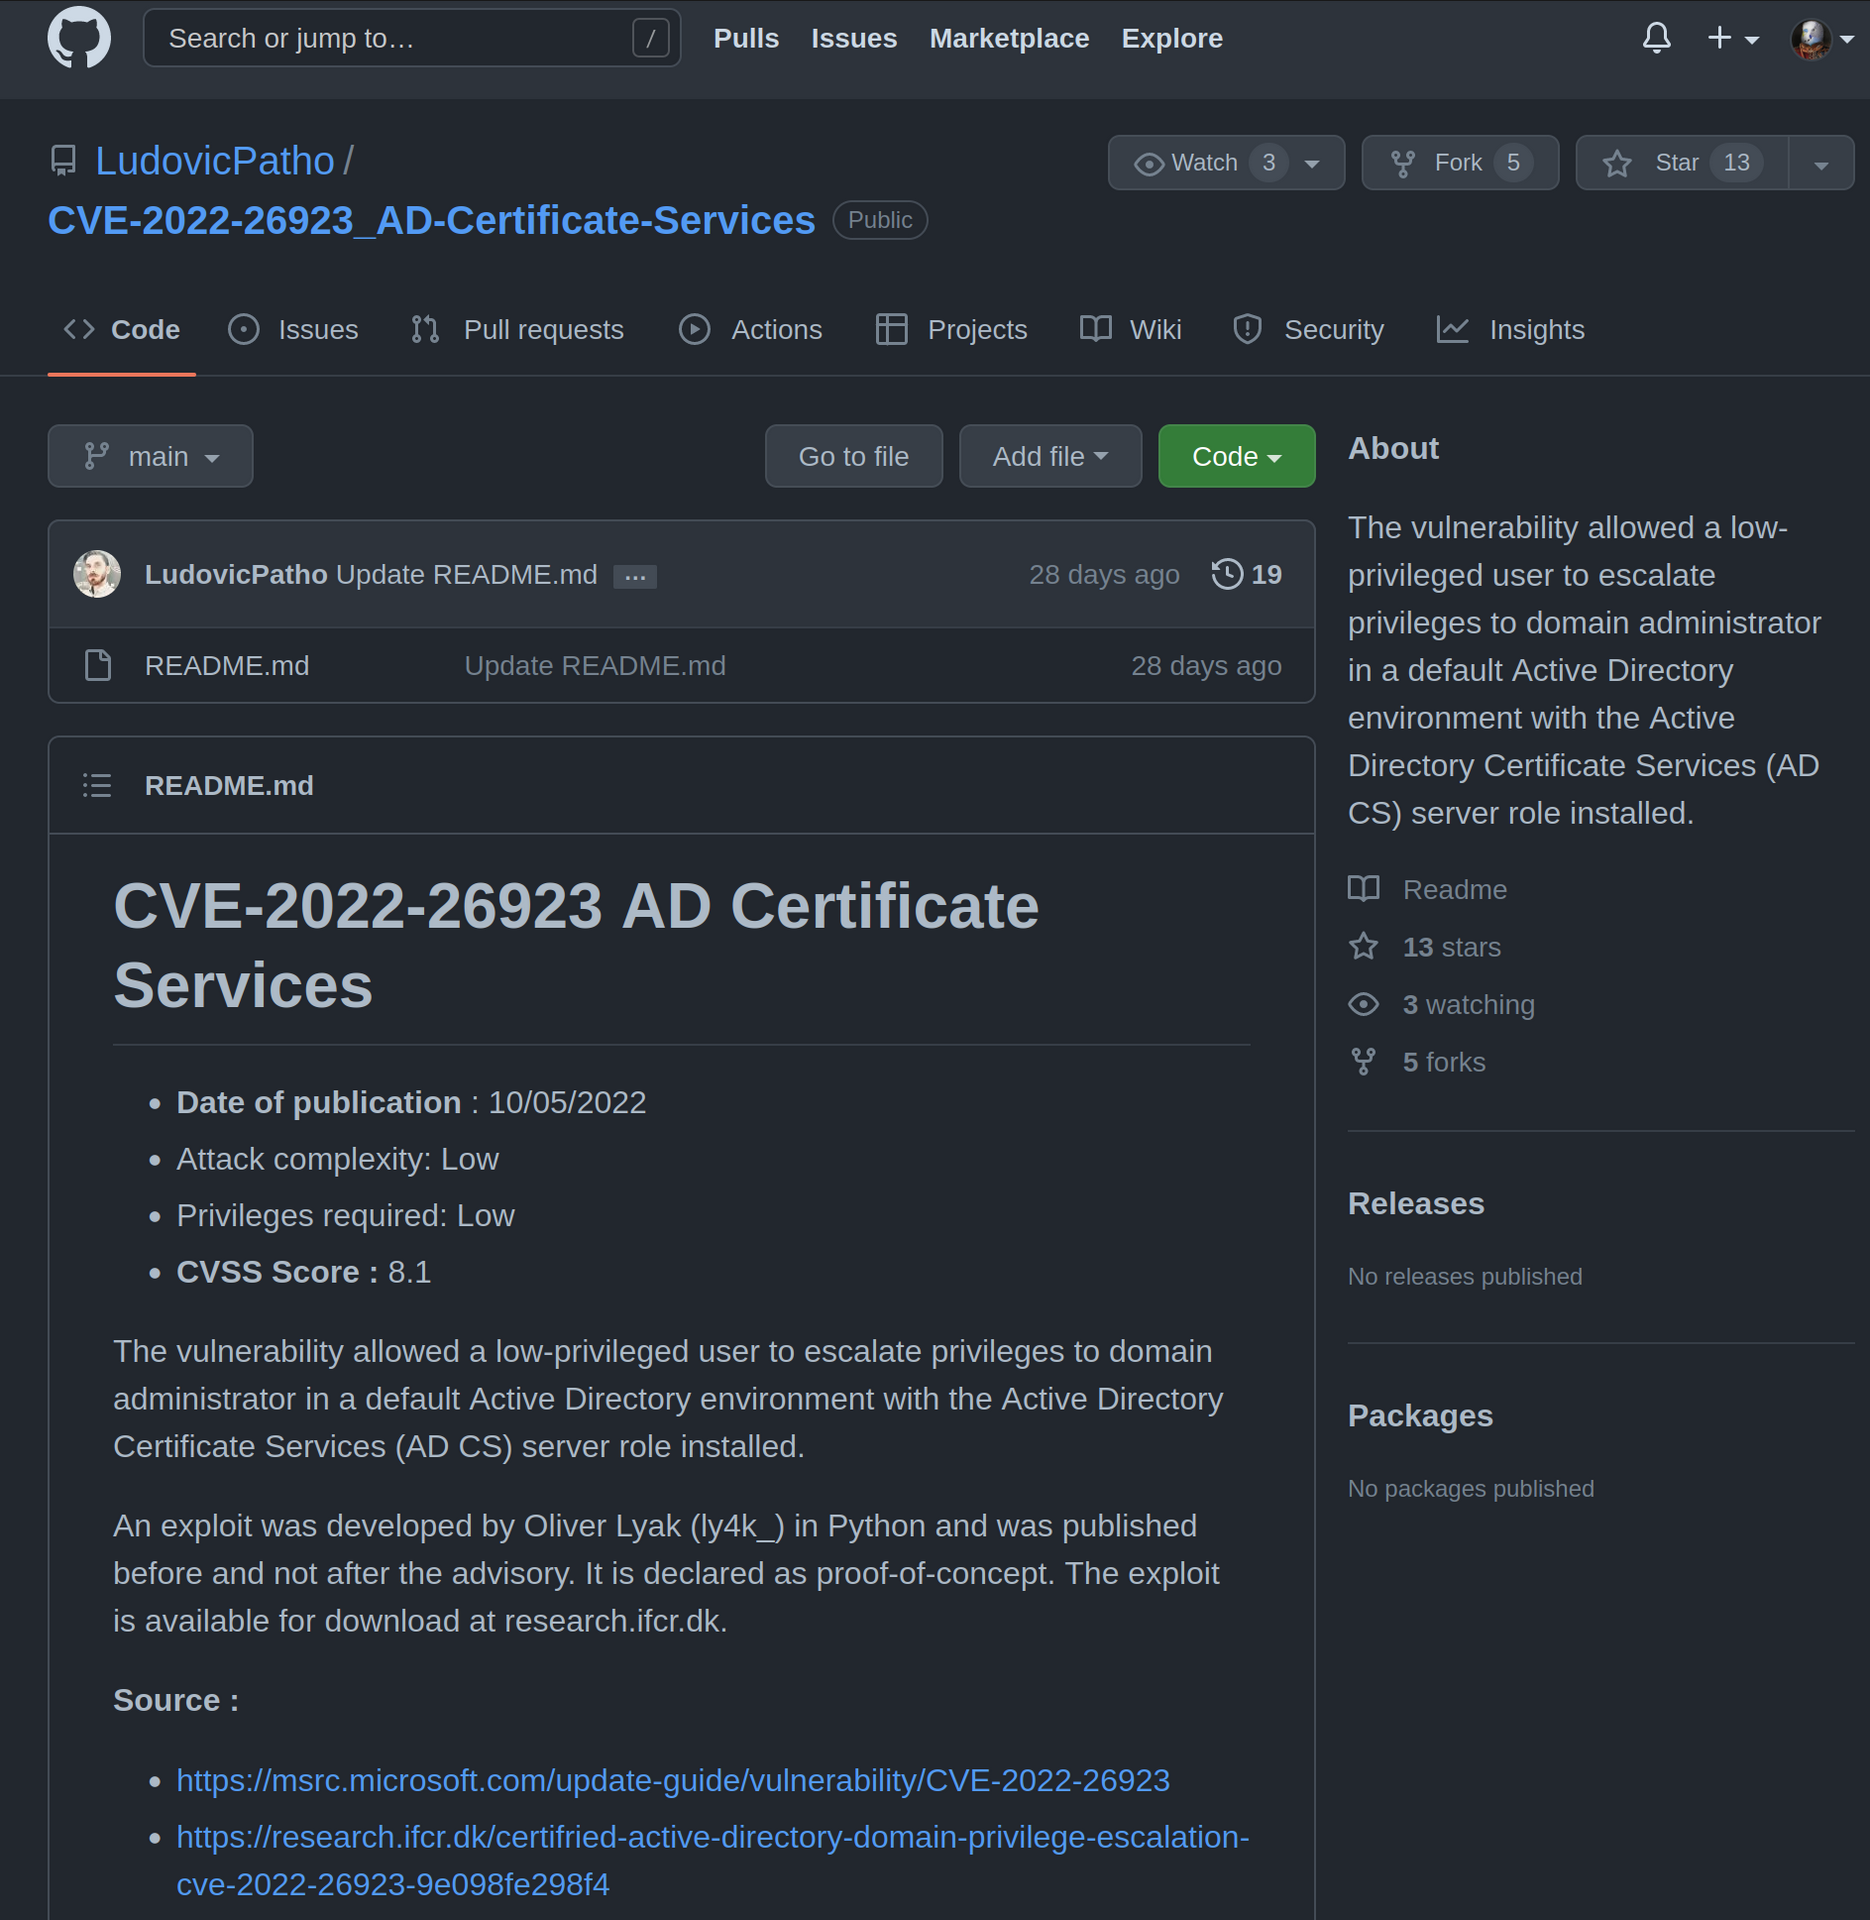 Search or jump to… /
Pulls Issues Marketplace Explore
LudovicPatho /
CVE-2022-26923_AD-Certificate-Services Public
Watch 3
Fork 5
Star 13
Code Issues Pull requests Actions Projects Wiki Security Insights
main
Go to file
Add file
Code
LudovicPatho Update README.md …
28 days ago 19
README.md Update README.md 28 days ago
README.md
CVE-2022-26923 AD Certificate
Services
• Date of publication : 10/05/2022
• Attack complexity: Low
• Privileges required: Low
• CVSS Score : 8.1
The vulnerability allowed a low-privileged user to escalate privileges to domain
administrator in a default Active Directory environment with the Active Directory
Certificate Services (AD CS) server role installed.
An exploit was developed by Oliver Lyak (ly4k_) in Python and was published
before and not after the advisory. It is declared as proof-of-concept. The exploit
is available for download at research.ifcr.dk.
Source :
• https://msrc.microsoft.com/update-guide/vulnerability/CVE-2022-26923
• https://research.ifcr.dk/certifried-active-directory-domain-privilege-escalation-
cve-2022-26923-9e098fe298f4
About
The vulnerability allowed a low-
privileged user to escalate
privileges to domain administrator
in a default Active Directory
environment with the Active
Directory Certificate Services (AD
CS) server role installed.
Readme
13 stars
3 watching
5 forks
Releases
No releases published
Packages
No packages published